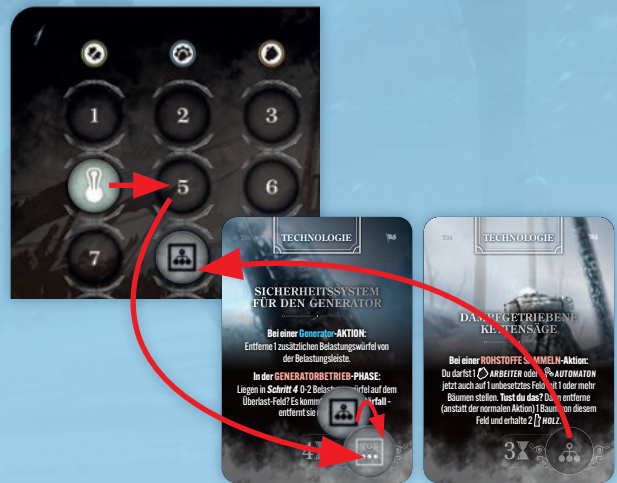 1 2 3
5 6
7
TECHNOLOGIE
SICHERHEITSSYSTEM
FÜR DEN GENERATOR
Bei einer Generator-AKTION:
Entferne 1 zusätzlichen Belastungswürfel von
der Belastungsleiste.
In der GENERATORBETRIEB-PHASE:
Liegen in Schritt 4 0-2 auf dem
Überlast-Feld? Es
entfernt sie
4
TECHNOLOGIE
DAMPFGETRIEBENE
KETTENSÄGE
Bei einer ROHSTOFFE SAMMELN-Aktion:
Du darfst 1 ARBEITER oder AUTOMATON
jetzt auch auf 1 unbesetztes Feld mit 1 oder mehr
Bäumen stellen. Tust du das? Dann entferne
(anstatt der normalen Aktion) 1 Baum von diesem
Feld und erhalte 2 HOLZ.
3